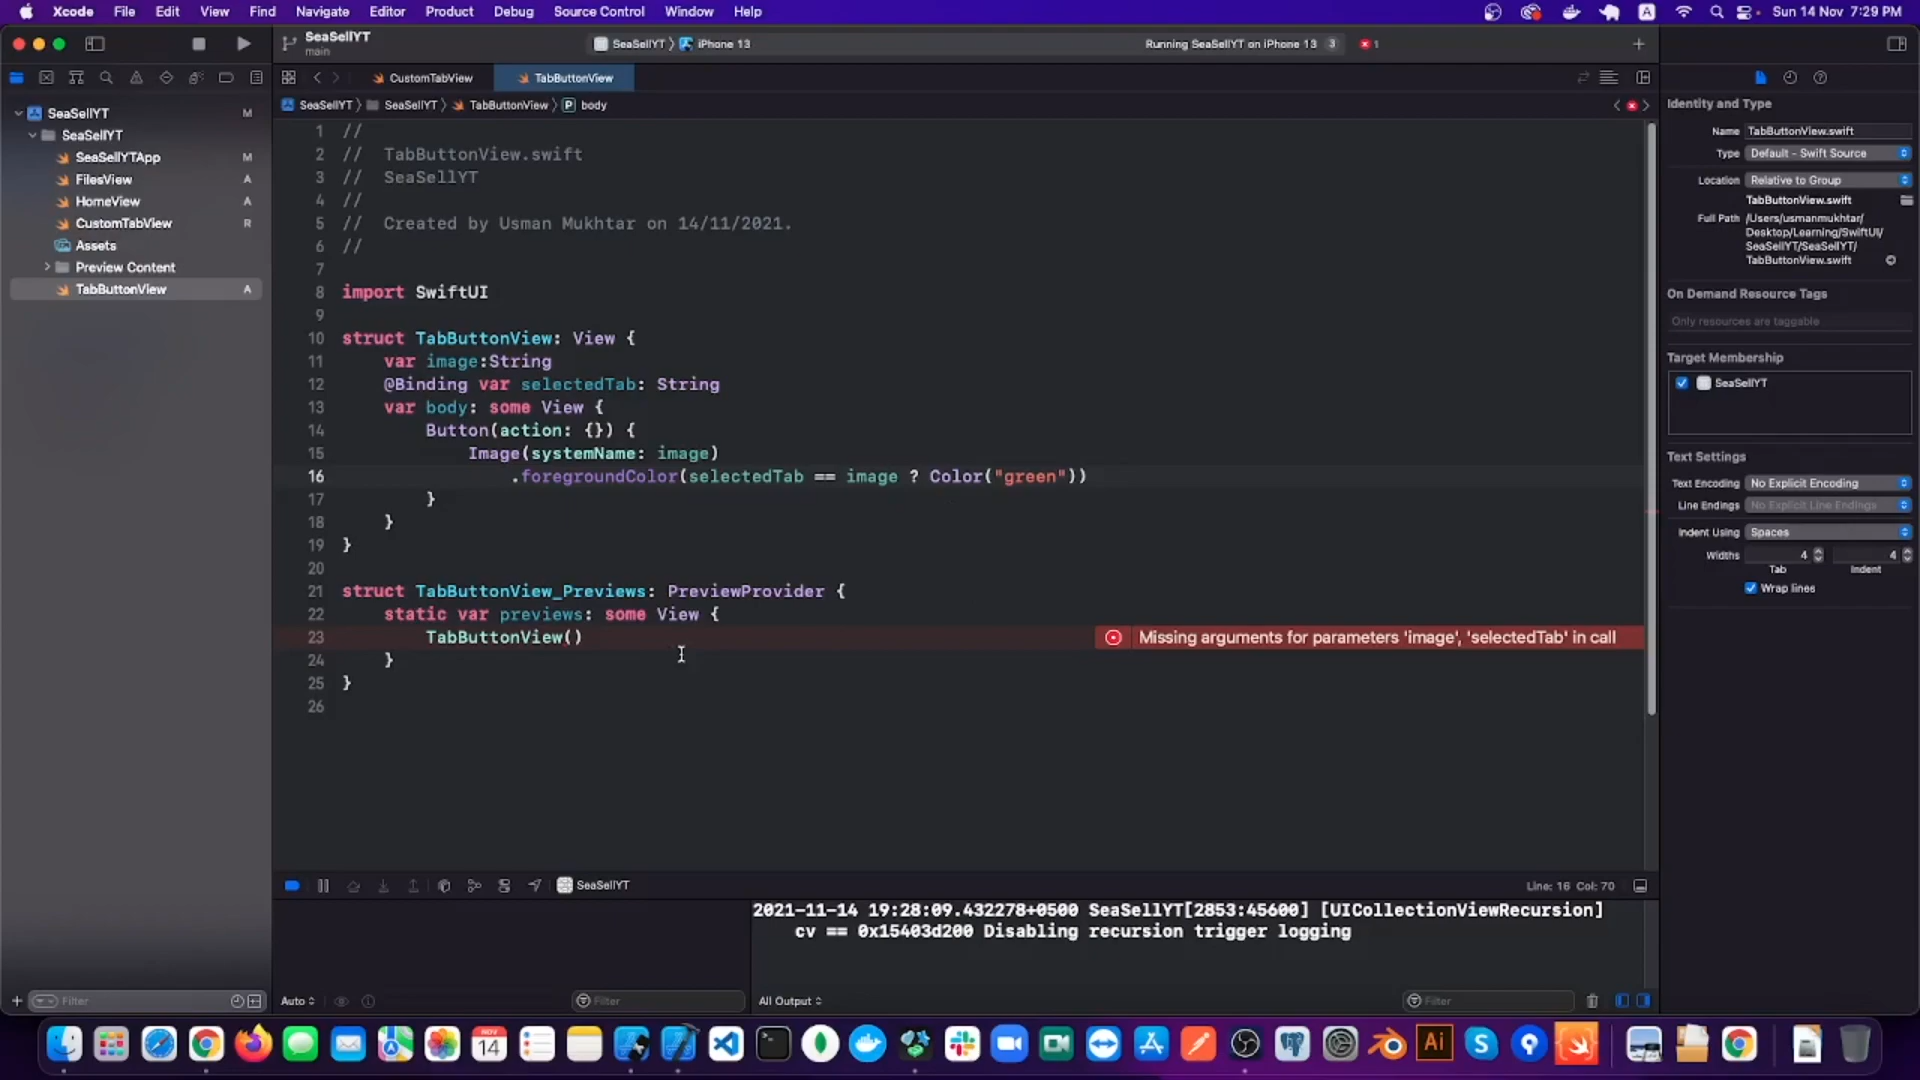 Xcode File Edit View Find Navigate Editor Product Debug Source Control Window Help
A Sun 14 Nov 7:29 PM
SeaSellYT
main
SeaSellYT iPhone 13
Running SeaSellYT on iPhone 13 3 1
CustomTabView TabButtonView
SeaSellYT SeaSellYT TabButtonView P body
SeaSellYT M
SeaSellYT
SeaSellYTApp M
FilesView A
HomeView A
CustomTabView R
Assets
Preview Content
TabButtonView A
Filter
1 //
2 // TabButtonView.swift
3 // SeaSellYT
4 //
5 // Created by Usman Mukhtar on 14/11/2021.
6 //
7
8 import SwiftUI
9
10 struct TabButtonView: View {
11 var image:String
12 @Binding var selectedTab: String
13 var body: some View {
14 Button(action: {}) {
15 Image(systemName: image)
16 .foregroundColor(selectedTab == image ? Color("green"))
17 }
18 }
19 }
20
21 struct TabButtonView_Previews: PreviewProvider {
22 static var previews: some View {
23 TabButtonView()
Missing arguments for parameters 'image', 'selectedTab' in call
24 }
25 }
26
SeaSellYT
Line: 16 Col: 70
2021-11-14 19:28:09.432278+0500 SeaSellYT[2853:45600] [UICollectionViewRecursion]
cv == 0x15403d200 Disabling recursion trigger logging
Auto
Filter
All Output
Filter
Identity and Type
Name TabButtonView.swift
Type Default - Swift Source
Location Relative to Group
TabButtonView.swift
Full Path /Users/usmanmukhtar/
Desktop/Learning/SwiftUI/
SeaSellYT/SeaSellYT/
TabButtonView.swift
On Demand Resource Tags
Only resources are taggable
Target Membership
SeaSellYT
Text Settings
Text Encoding No Explicit Encoding
Line Endings No Explicit Line Endings
Indent Using Spaces
Widths 4 4
Tab Indent
Wrap lines
NOV
14
Ai